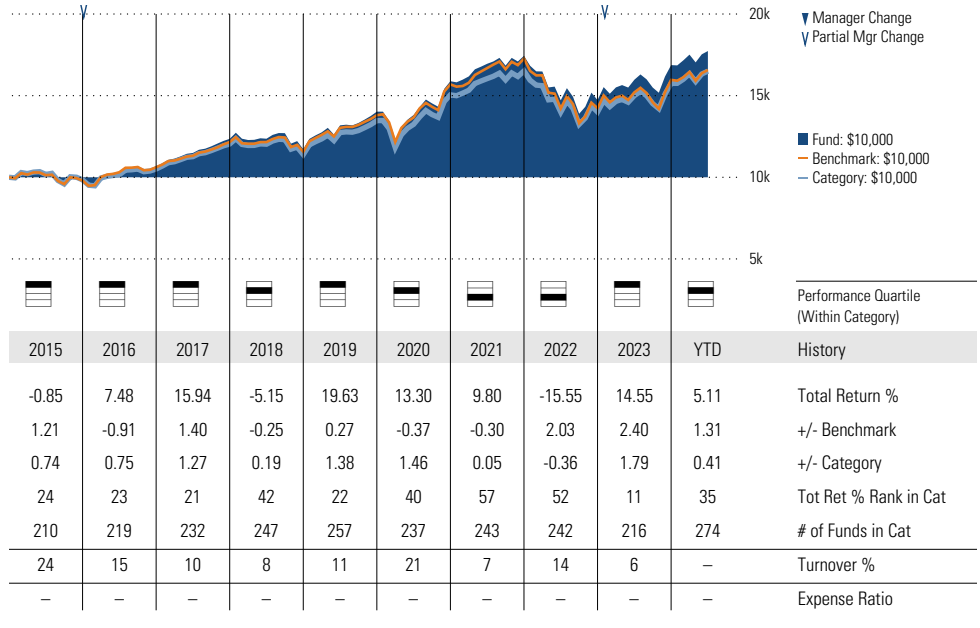 20k
Manager Change
Partial Mgr Change
15k
Fund: $10,000
Benchmark: $10,000
Category: $10,000
10k
5k
Performance Quartile
(Within Category)
2015 2016 2017 2018 2019 2020 2021 2022 2023 YTD History
-0.85 7.48 15.94 -5.15 19.63 13.30 9.80 -15.55 14.55 5.11 Total Return %
1.21 -0.91 1.40 -0.25 0.27 -0.37 -0.30 2.03 2.40 1.31 +/- Benchmark
0.74 0.75 1.27 0.19 1.38 1.46 0.05 -0.36 1.79 0.41 +/- Category
24 23 21 42 22 40 57 52 11 35 Tot Ret % Rank in Cat
210 219 232 247 257 237 243 242 216 274 # of Funds in Cat
24 15 10 8 11 21 7 14 6 – Turnover %
– – – – – – – – – – Expense Ratio